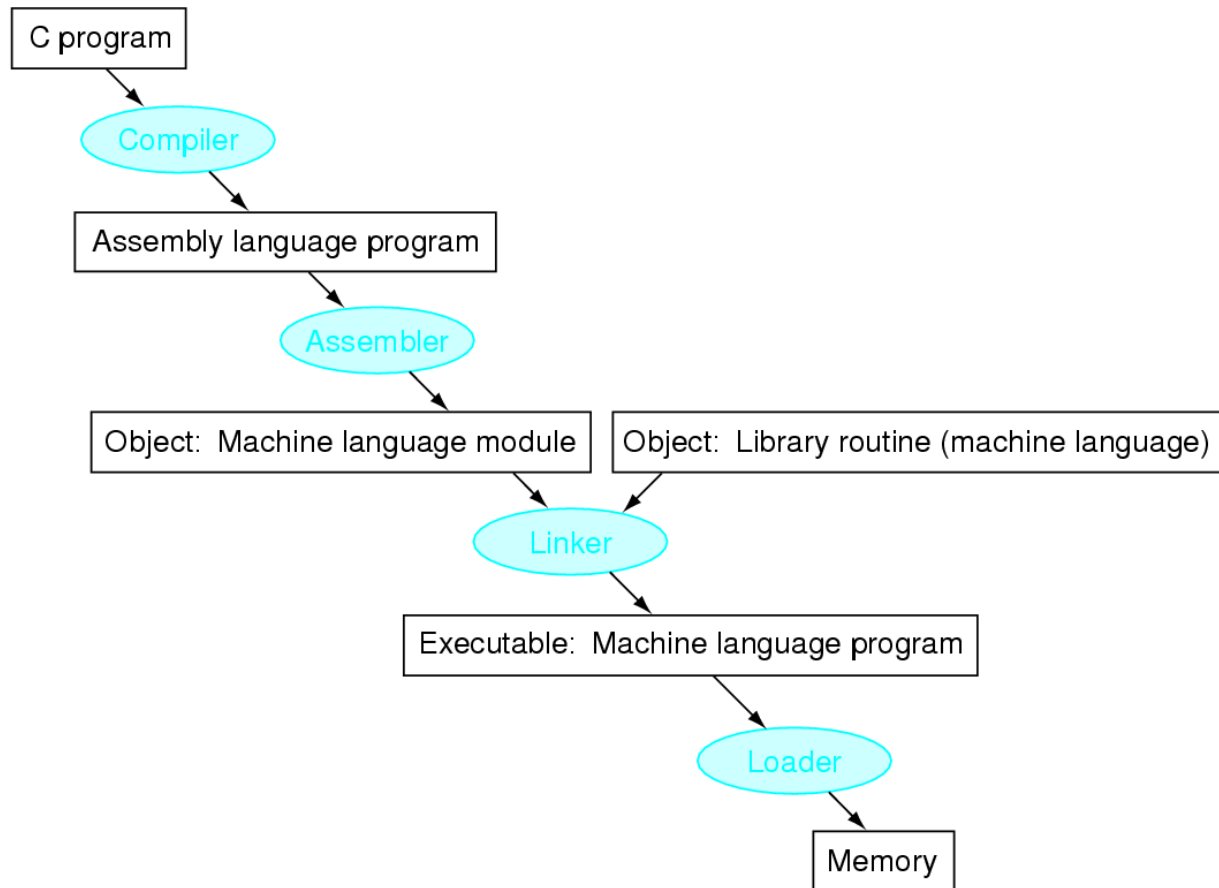 C program
Compiler
Assembly language program
Assembler
Object: Machine language module
Object: Library routine (machine language)
Linker
Executable: Machine language program
Loader
Memory